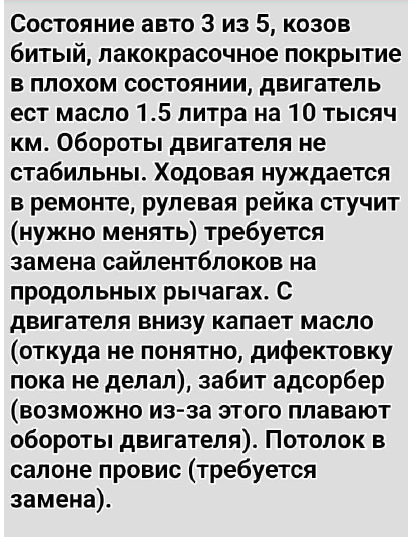 Состояние авто 3 из 5, козов
битый, лакокрасочное покрытие
в плохом состоянии, двигатель
ест масло 1.5 литра на 10 тысяч
км. Обороты двигателя не
стабильны. Ходовая нуждается
в ремонте, рулевая рейка стучит
(нужно менять) требуется
замена сайлентблоков на
продольных рычагах. С
двигателя внизу капает масло
(откуда не понятно, дифектовку
пока не делал), забит адсорбер
(возможно из-за этого плавают
обороты двигателя). Потолок в
салоне провис (требуется
замена).